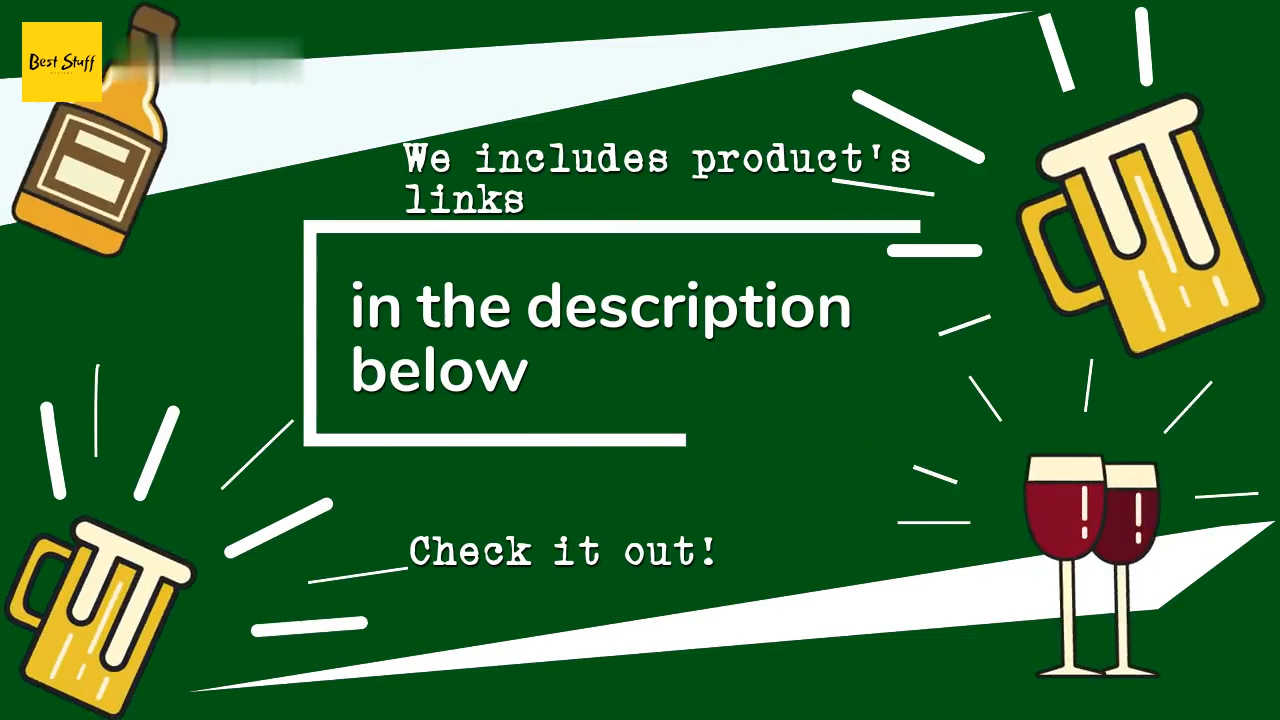 Best Stuff
We includes product's
links
in the description
below
Check it out!